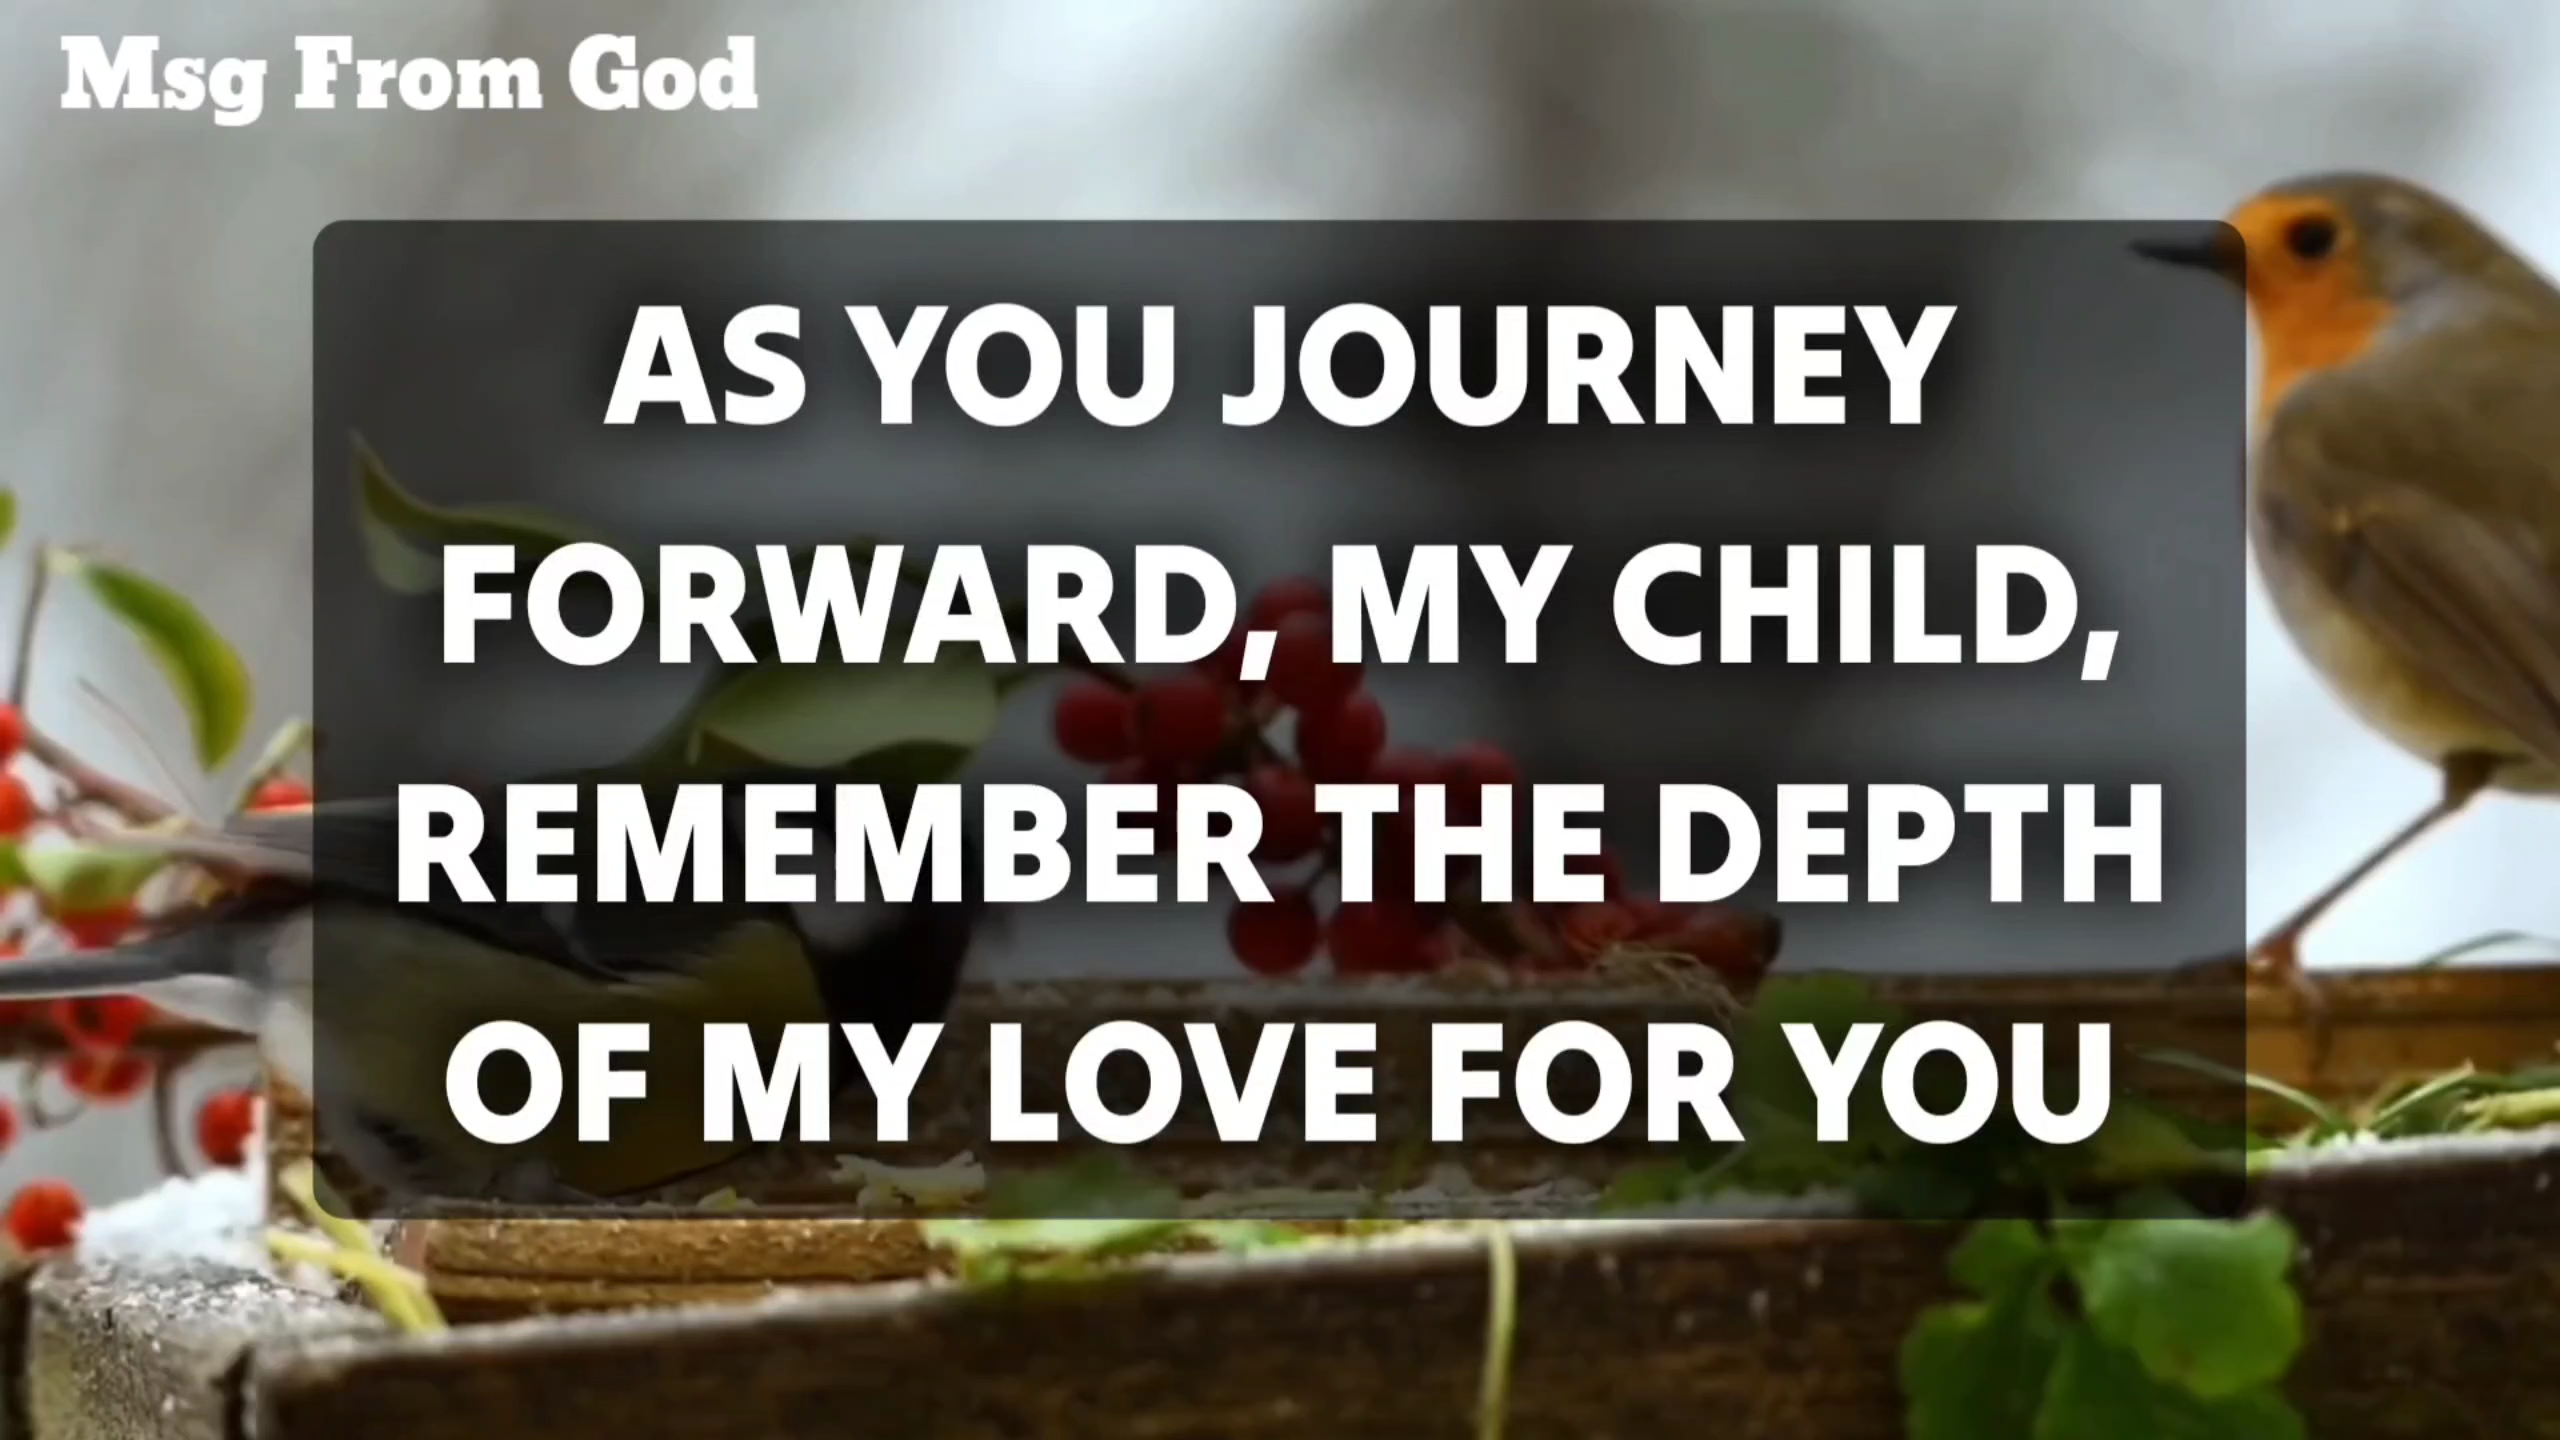 Msg From God
AS YOU JOURNEY
FORWARD, MY CHILD,
REMEMBER THE DEPTH
OF MY LOVE FOR YOU